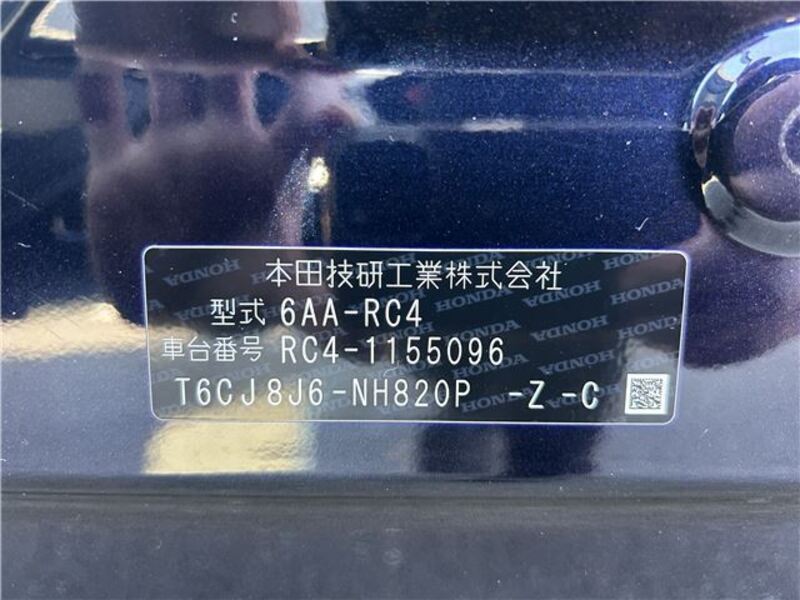 本田技研工業株式会社
型式 6AA-RC4
車台番号 RC4-1155096
T6CJ8J6-NH820P -Z -C